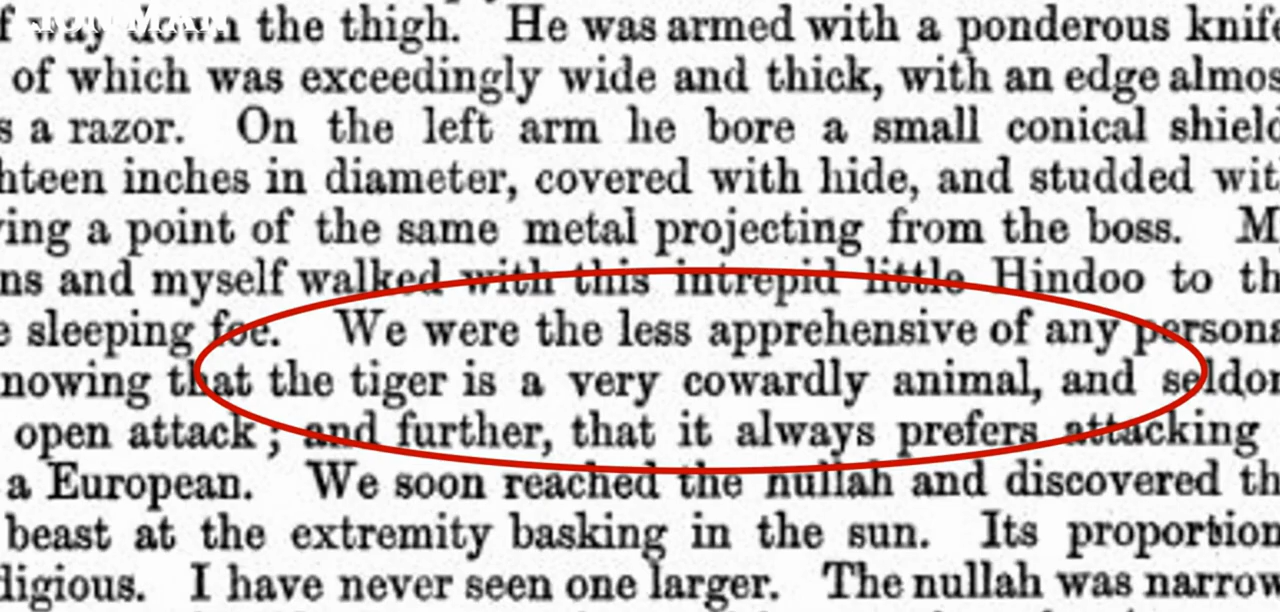 f way down the thigh. He was armed with a ponderous knife
of which was exceedingly wide and thick, with an edge almos
s a razor. On the left arm he bore a small conical shield
hteen inches in diameter, covered with hide, and studded wit
ving a point of the same metal projecting from the boss. M
ns and myself walked with this intrepid little Hindoo to th
e sleeping foe. We were the less apprehensive of any persona
nowing that the tiger is a very cowardly animal, and seldom
open attack; and further, that it always prefers attacking
a European. We soon reached the nullah and discovered th
beast at the extremity basking in the sun. Its proportion
digious. I have never seen one larger. The nullah was narrow